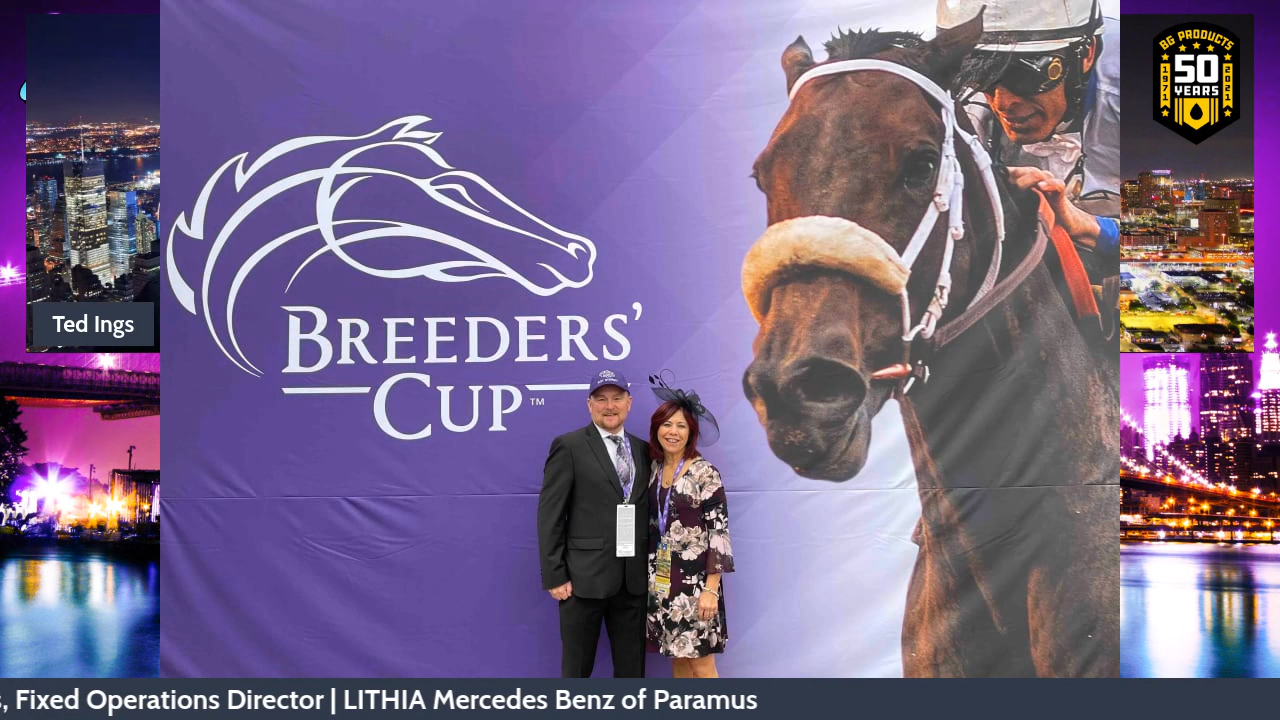 BG PRODUCTS
1971
50
YEARS
2021
Ted Ings
BREEDERS'
CUP™
, Fixed Operations Director | LITHIA Mercedes Benz of Paramus